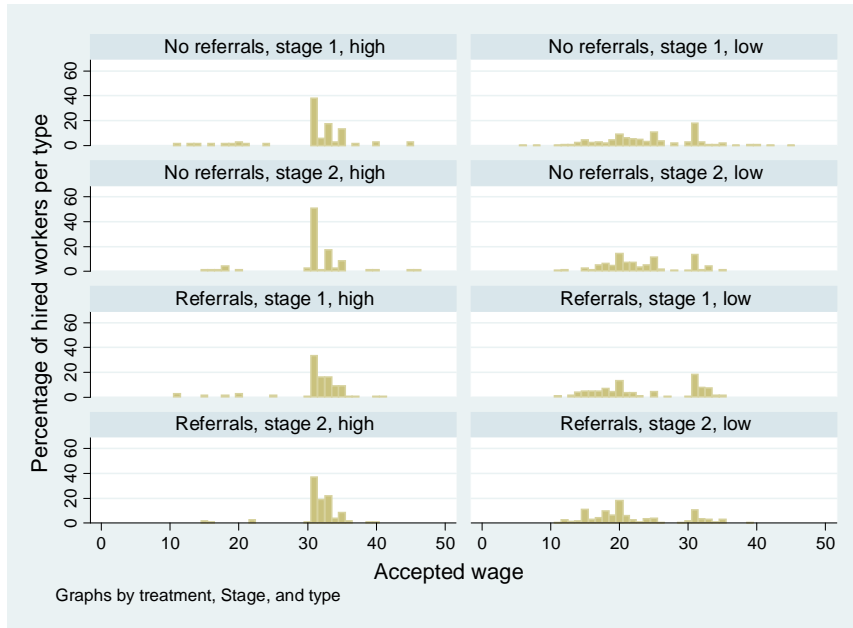 No referrals, stage 1, high
No referrals, stage 1, low
0 20 40 60
No referrals, stage 2, high
No referrals, stage 2, low
0 20 40 60
Referrals, stage 1, high
Referrals, stage 1, low
0 20 40 60
Referrals, stage 2, high
Referrals, stage 2, low
0 20 40 60
0 10 20 30 40 50
0 10 20 30 40 50
Percentage of hired workers per type
Accepted wage
Graphs by treatment, Stage, and type